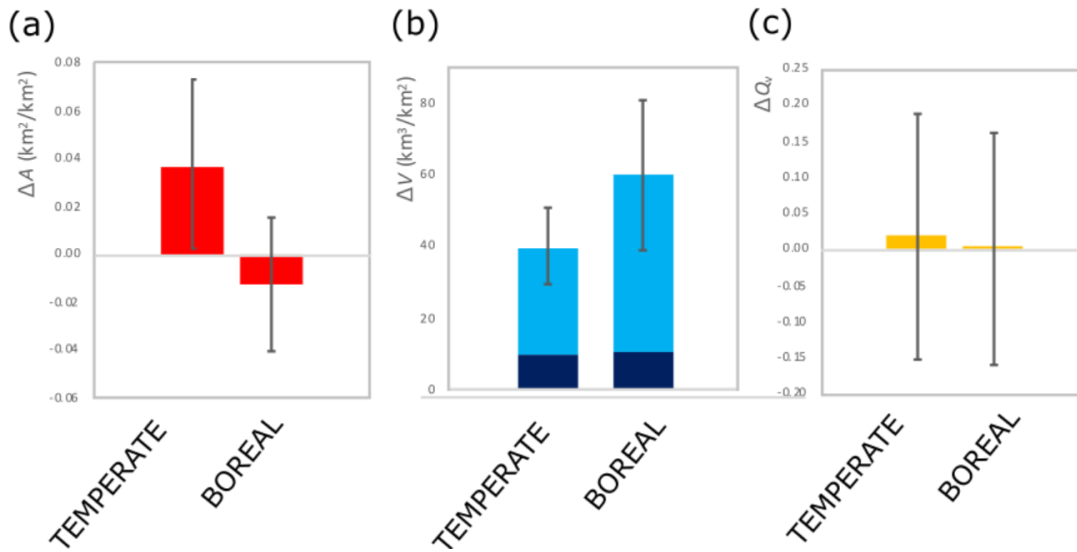 (a)
(b)
(c)
ΔA (km²/km²)
0.08
0.06
0.04
0.02
0.00
-0.02
-0.04
-0.06
TEMPERATE
BOREAL
ΔV (km³/km²)
80
60
40
20
0
TEMPERATE
BOREAL
ΔQᵥ
0.25
0.20
0.15
0.10
0.05
0.00
-0.05
-0.10
-0.15
-0.20
TEMPERATE
BOREAL